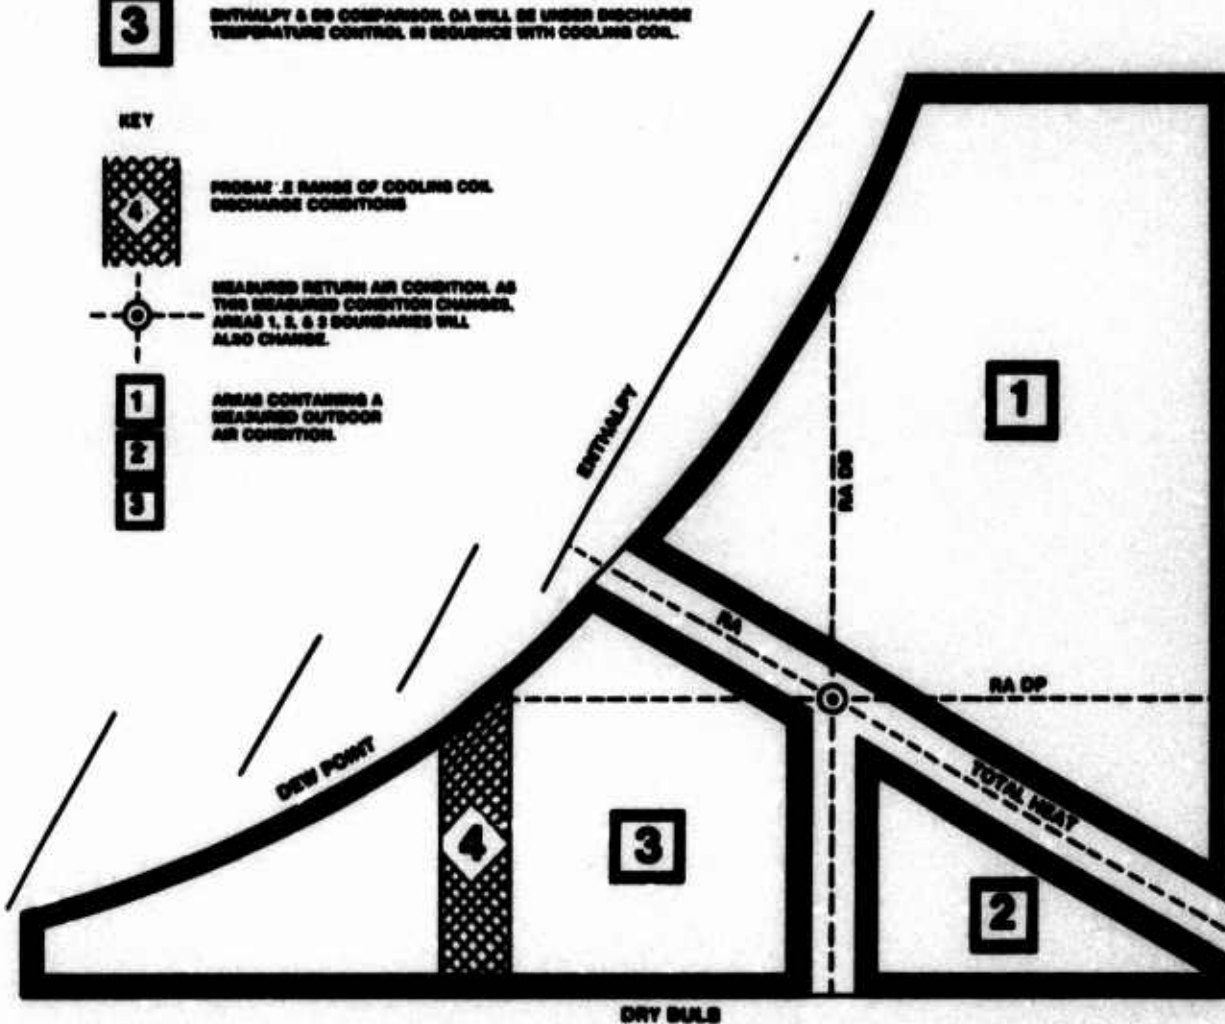 3
ENTHALPY & DB COMPARISON. OA WILL BE UNDER DISCHARGE
TEMPERATURE CONTROL IN SEQUENCE WITH COOLING COIL.
KEY
4
RANGE OF COOLING COIL
DISCHARGE CONDITIONS
MEASURED RETURN AIR CONDITION. AS
THIS MEASURED CONDITION CHANGES,
AREAS 1, 2, & 3 BOUNDARIES WILL
ALSO CHANGE.
1
2
3
AREAS CONTAINING A
MEASURED OUTDOOR
AIR CONDITION.
ENTHALPY
RA DB
1
RA
RA DP
DEW POINT
TOTAL HEAT
4
3
2
DRY BULB